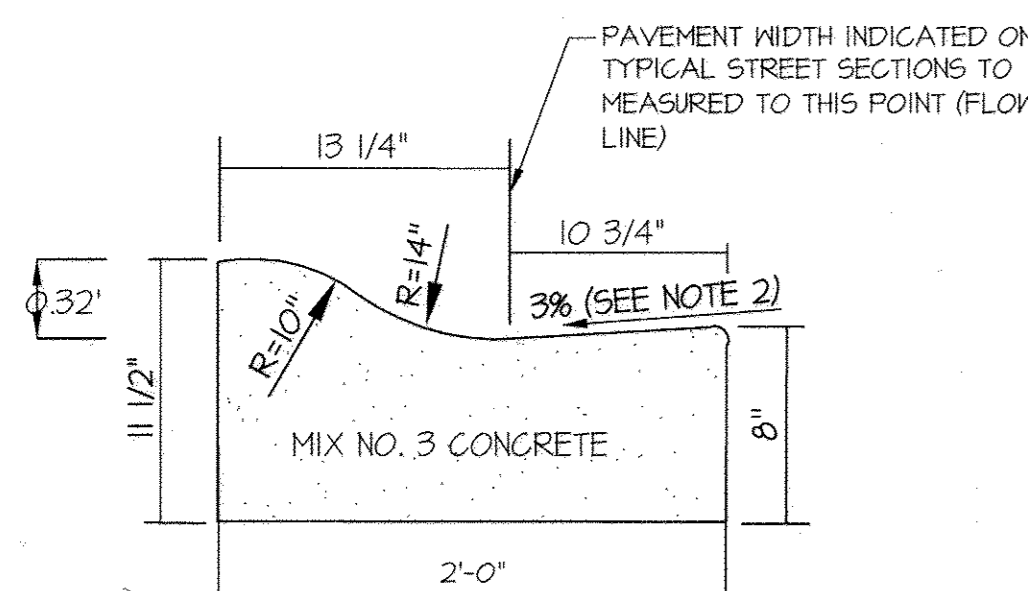 PAVEMENT WIDTH INDICATED ON
TYPICAL STREET SECTIONS TO
MEASURED TO THIS POINT (FLOW
LINE)
13 1/4"
10 3/4"
0.32'
R=10"
R=14"
3% (SEE NOTE 2)
11 1/2"
MIX NO. 3 CONCRETE
8"
2'-0"